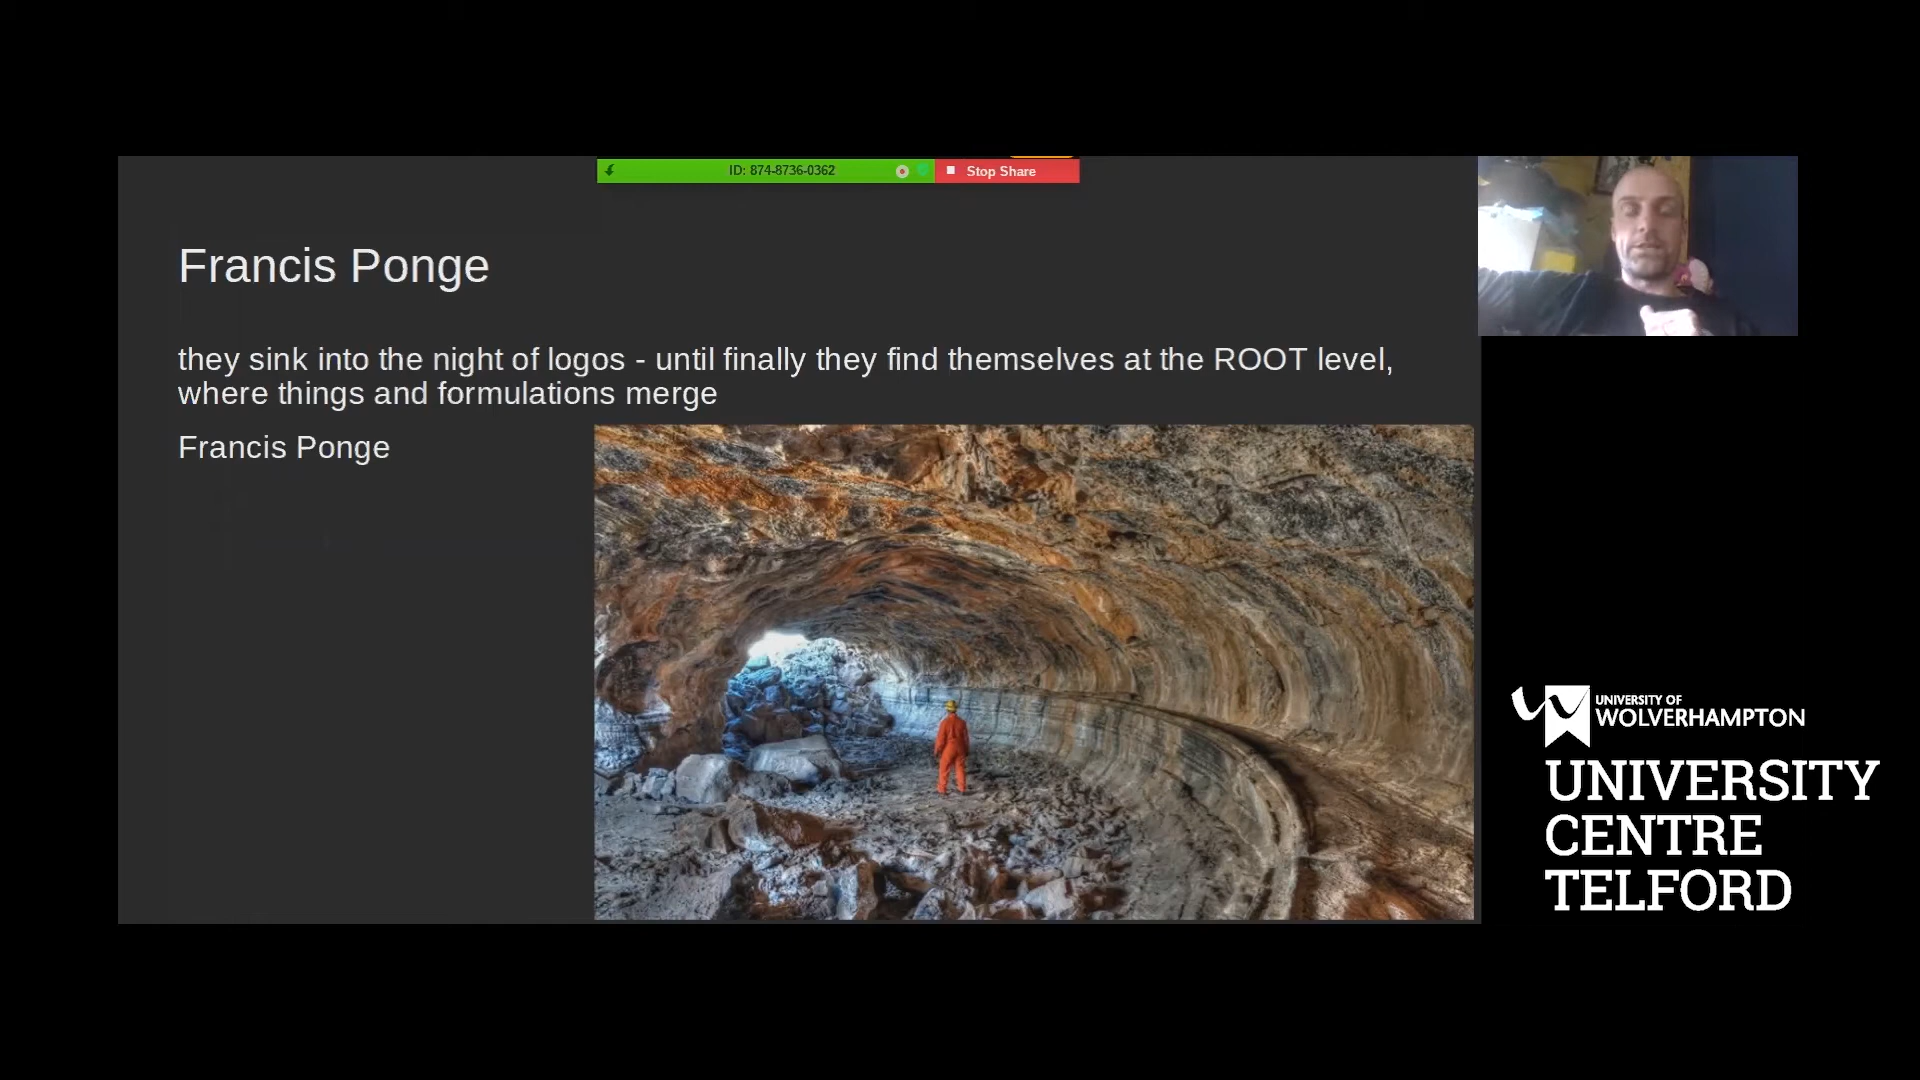 ID: 874-8736-0362
Stop Share
Francis Ponge
they sink into the night of logos - until finally they find themselves at the ROOT level,
where things and formulations merge
Francis Ponge
UNIVERSITY OF
WOLVERHAMPTON
UNIVERSITY
CENTRE
TELFORD